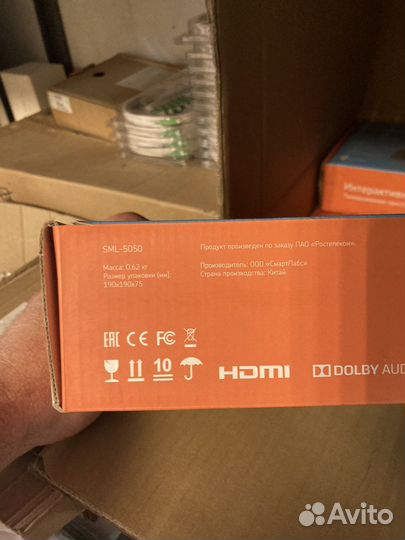 Интерактивн
SML-5050
Масса: 0,62 кг
Размер упаковки (мм):
190x190x75
Продукт произведен по заказу ПАО «Ростелеком».
Производитель: ООО «СмартЛабс»
Страна производства: Китай
EAC CE FC
10
HDMI
DOLBY AUD
Avito